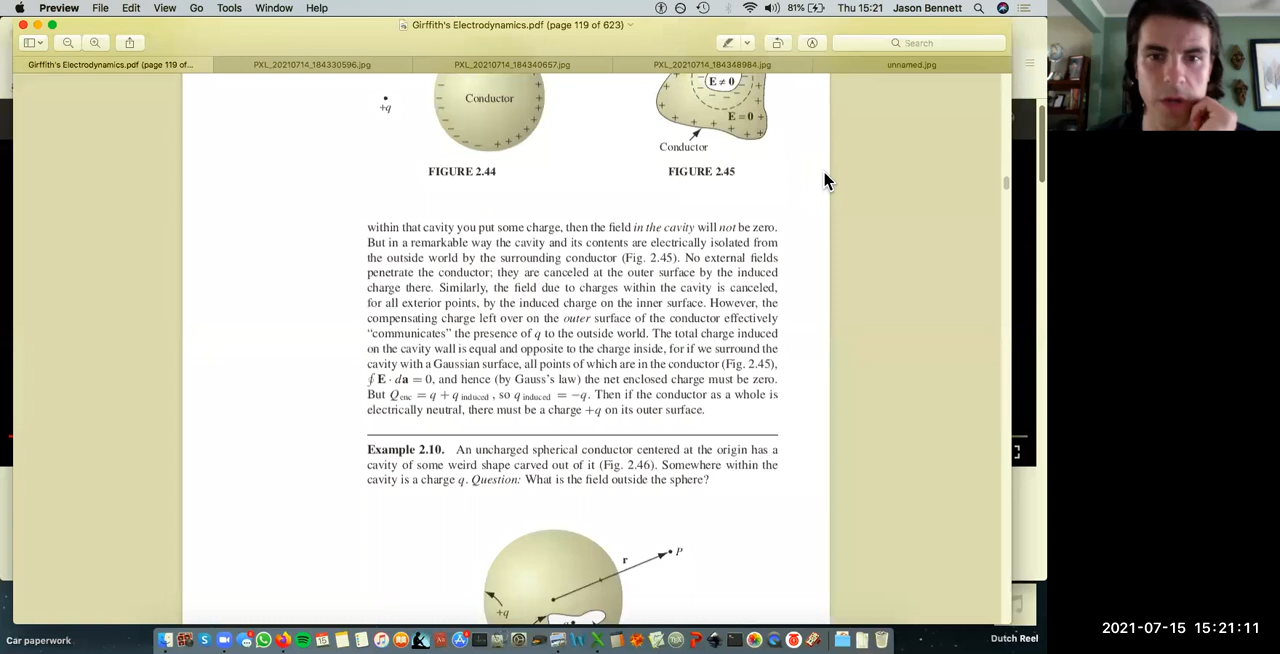 Preview File Edit View Go Tools Window Help
81% Thu 15:21 Jason Bennett
Girffith's Electrodynamics.pdf (page 119 of 623)
Search
Girffith's Electrodynamics.pdf (page 119 of...
PXL_20210714_184330596.jpg
PXL_20210714_184340657.jpg
PXL_20210714_184348984.jpg
unnamed.jpg
+q
Conductor
E ≠ 0
E = 0
Conductor
FIGURE 2.44
FIGURE 2.45
within that cavity you put some charge, then the field in the cavity will not be zero.
But in a remarkable way the cavity and its contents are electrically isolated from
the outside world by the surrounding conductor (Fig. 2.45). No external fields
penetrate the conductor; they are canceled at the outer surface by the induced
charge there. Similarly, the field due to charges within the cavity is canceled,
for all exterior points, by the induced charge on the inner surface. However, the
compensating charge left over on the outer surface of the conductor effectively
“communicates” the presence of q to the outside world. The total charge induced
on the cavity wall is equal and opposite to the charge inside, for if we surround the
cavity with a Gaussian surface, all points of which are in the conductor (Fig. 2.45),
∮ E · da = 0, and hence (by Gauss's law) the net enclosed charge must be zero.
But Qenc = q + qinduced, so qinduced = −q. Then if the conductor as a whole is
electrically neutral, there must be a charge +q on its outer surface.
Example 2.10. An uncharged spherical conductor centered at the origin has a
cavity of some weird shape carved out of it (Fig. 2.46). Somewhere within the
cavity is a charge q. Question: What is the field outside the sphere?
r
P
+q
Car paperwork
Dutch Reel
2021-07-15 15:21:11